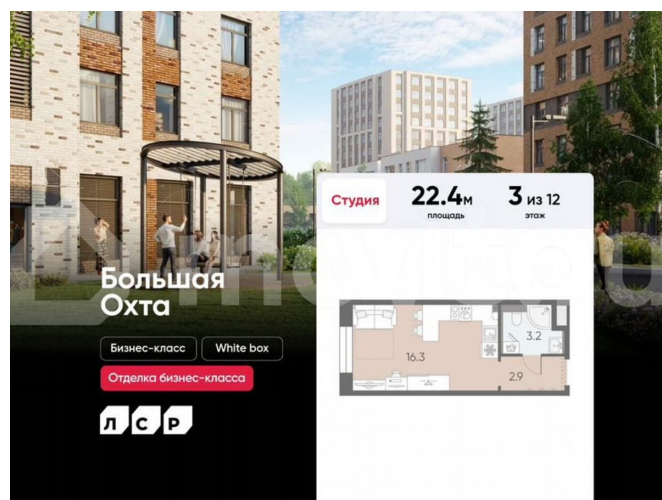 Студия
22.4м
площадь
3 из 12
этаж
Большая
Охта
Бизнес-класс
White box
Отделка бизнес-класса
ЛСР
16.3
3.2
2.9